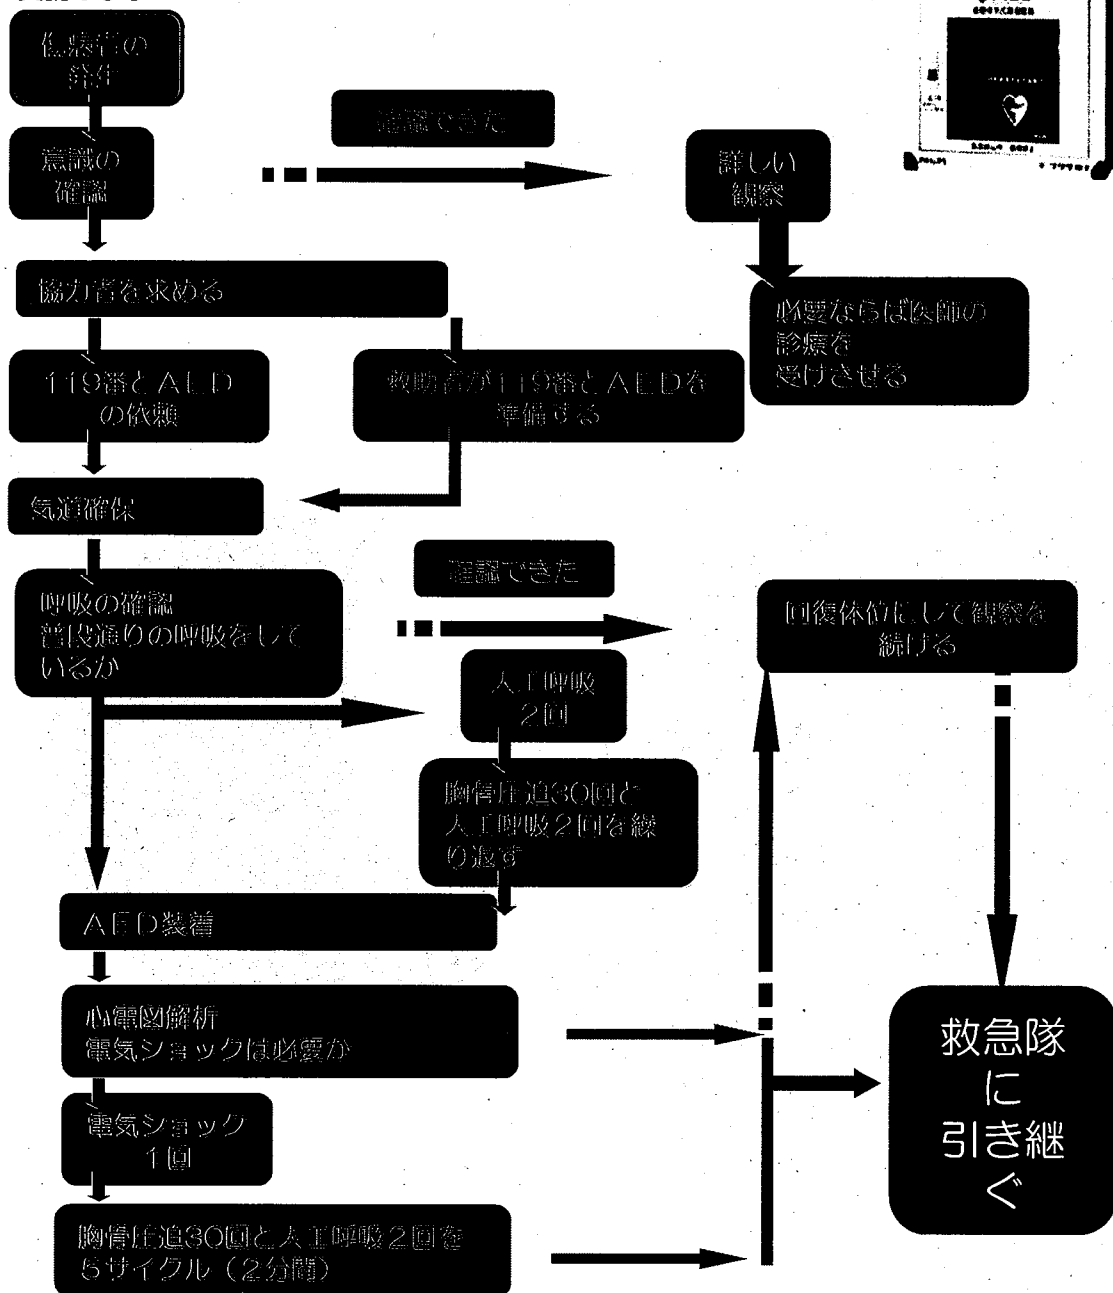 傷病者の
発生
確認できた
意識の
確認
詳しい
観察
協力者を求める
必要ならば医師の
診療を
受けさせる
119番とAED
の依頼
救助者が119番とAEDを
準備する
気道確保
確認できた
呼吸の確認
普段通りの呼吸をして
いるか
回復体位にして観察を
続ける
人工呼吸
2回
胸骨圧迫30回と
人工呼吸2回を繰
り返す
AED装着
心電図解析
電気ショックは必要か
電気ショック
1回
救急隊
に
引き継
ぐ
胸骨圧迫30回と人工呼吸2回を
5サイクル（2分間）